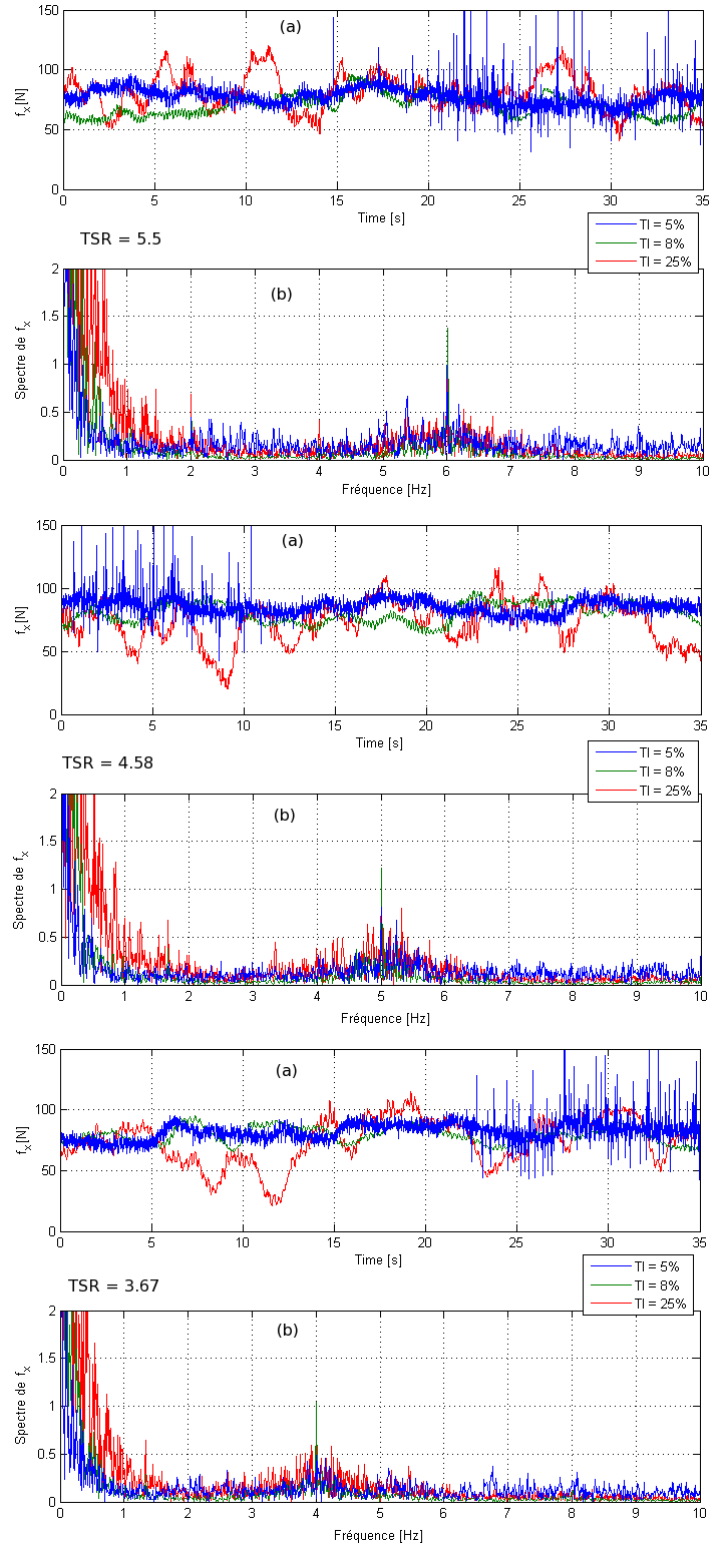 150
(a)
100
fx[N]
50
0
0 5 10 15 20 25 30 35
Time [s]
TSR = 5.5
TI = 5%
TI = 8%
TI = 25%
2
(b)
1.5
Spectre de fx
1
0.5
0
0 1 2 3 4 5 6 7 8 9 10
Fréquence [Hz]
150
(a)
100
fx[N]
50
0
0 5 10 15 20 25 30 35
Time [s]
TSR = 4.58
TI = 5%
TI = 8%
TI = 25%
2
(b)
1.5
Spectre de fx
1
0.5
0
0 1 2 3 4 5 6 7 8 9 10
Fréquence [Hz]
150
(a)
100
fx[N]
50
0
0 5 10 15 20 25 30 35
Time [s]
TSR = 3.67
TI = 5%
TI = 8%
TI = 25%
2
(b)
1.5
Spectre de fx
1
0.5
0
0 1 2 3 4 5 6 7 8 9 10
Fréquence [Hz]